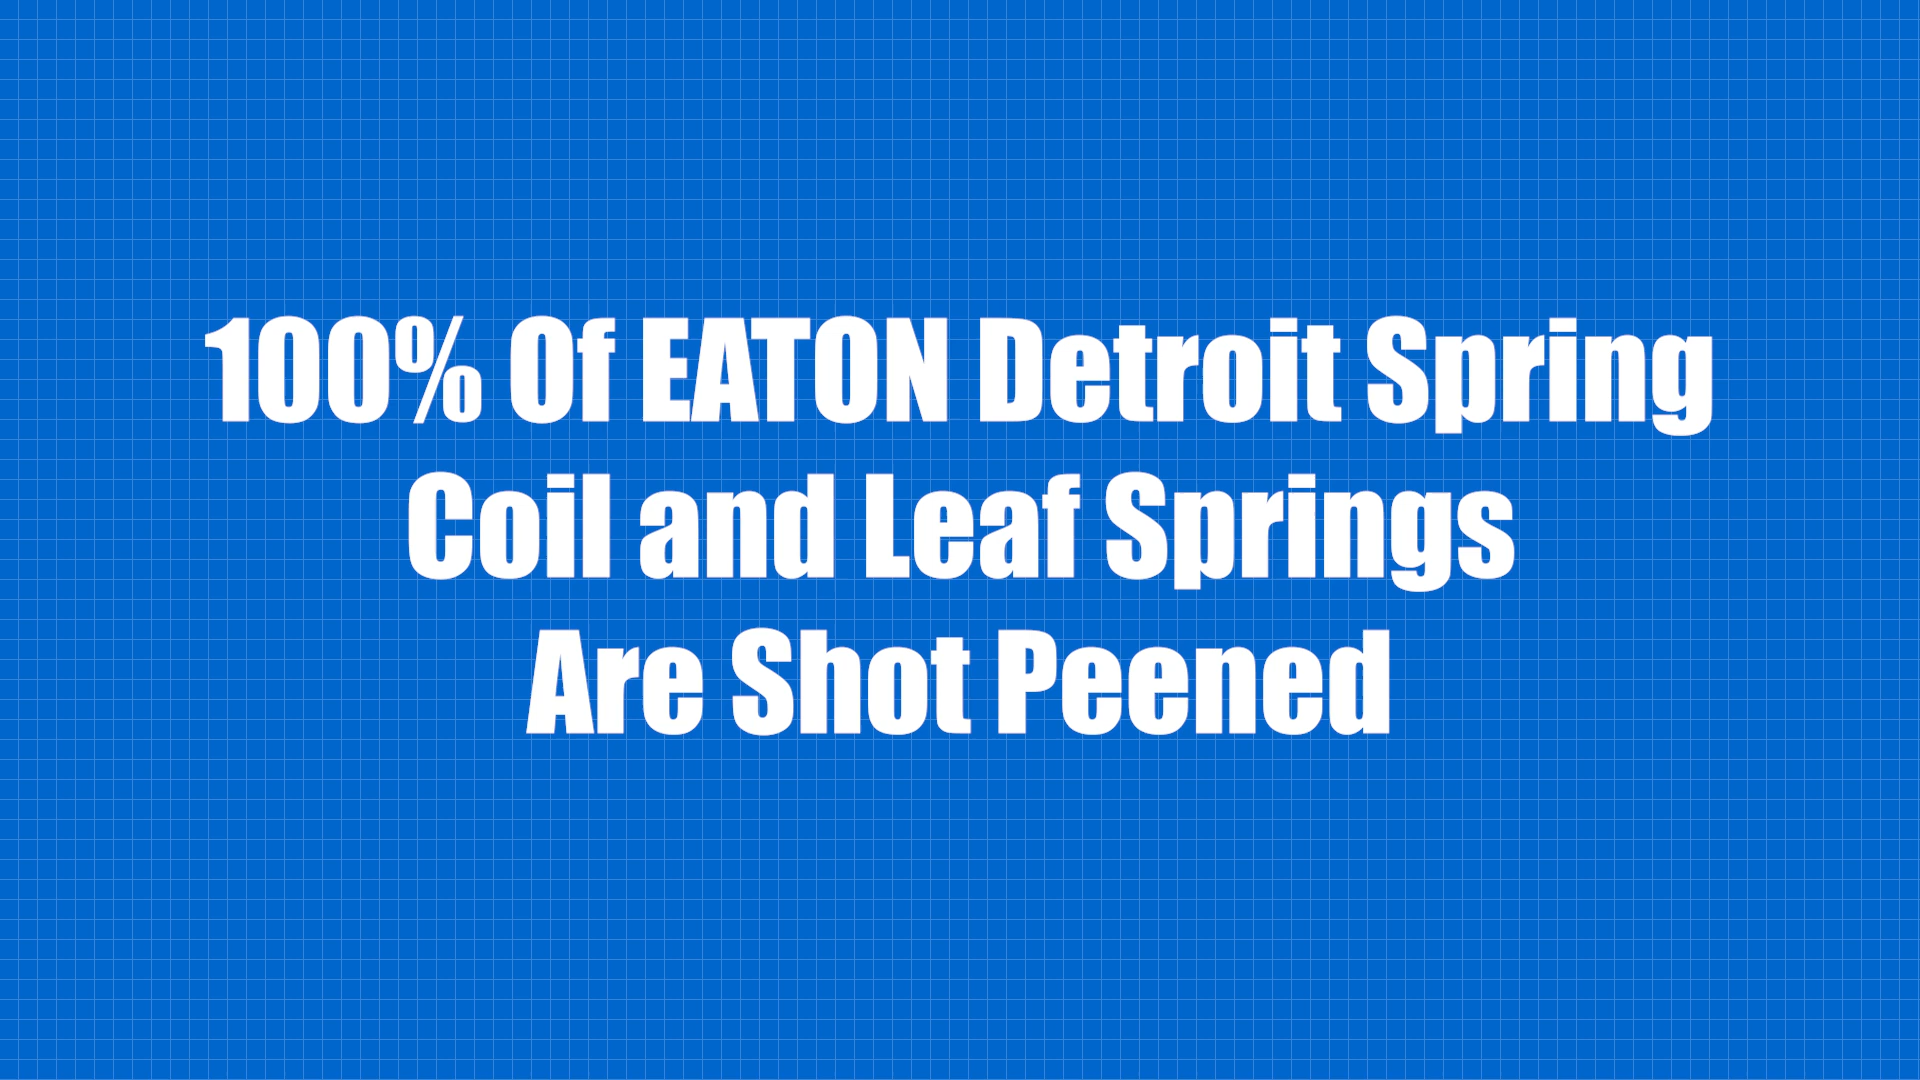 100% Of EATON Detroit Spring
Coil and Leaf Springs
Are Shot Peened